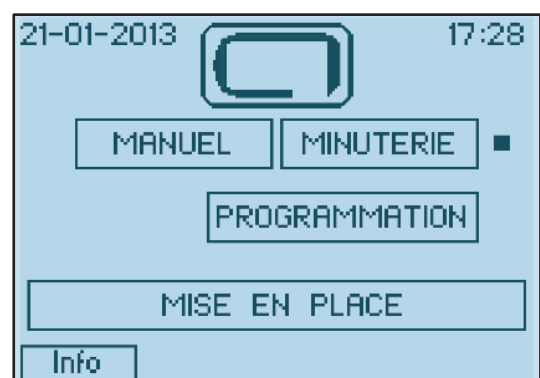 21-01-2013 17:28
MANUEL MINUTERIE
PROGRAMMATION
MISE EN PLACE
Info